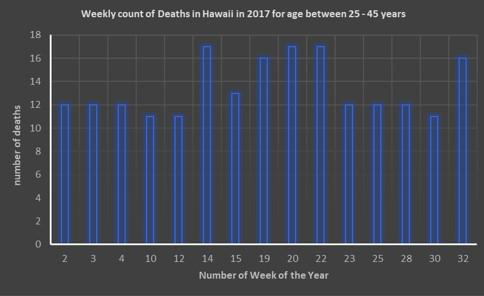 Weekly count of Deaths in Hawaii in 2017 for age between 25 - 45 years
18
16
14
12
10
8
6
4
2
0
number of deaths
2 3 4 10 12 14 15 19 20 22 23 25 28 30 32
Number of Week of the Year